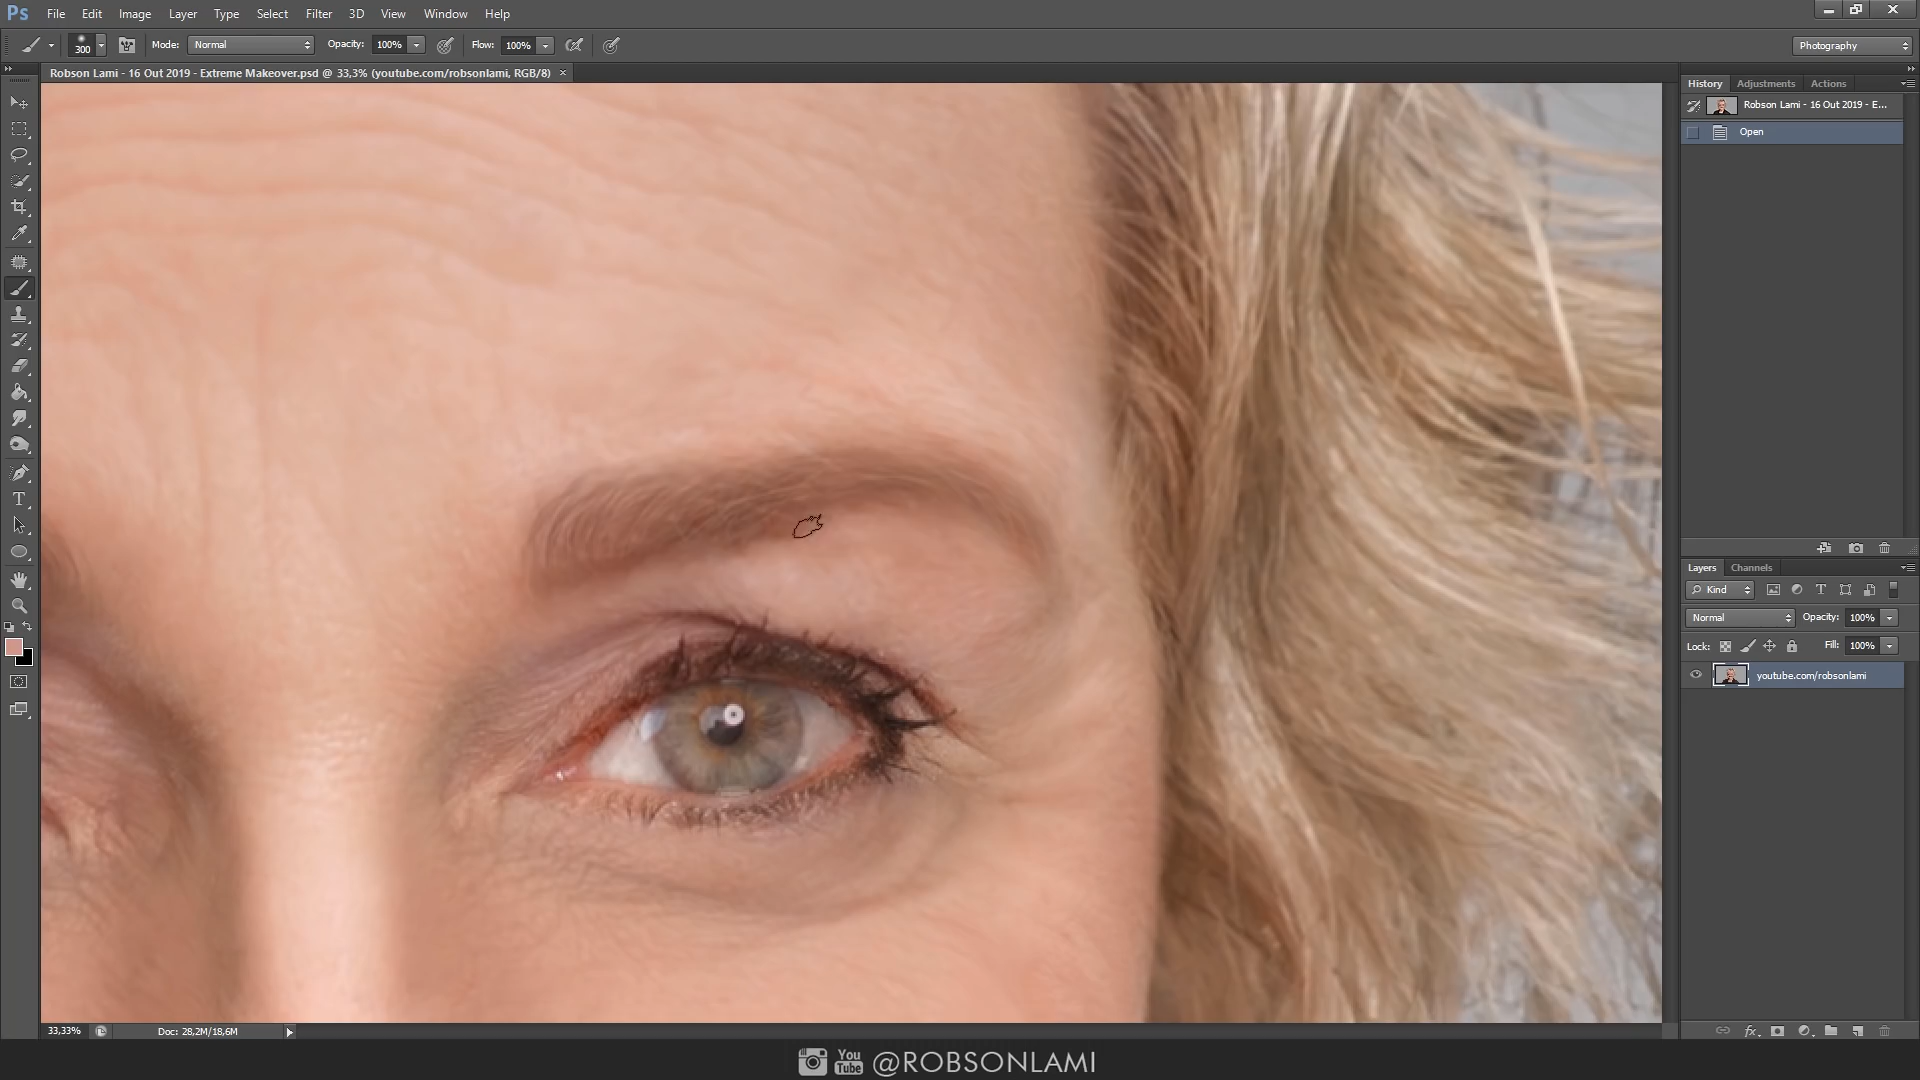 Ps File Edit Image Layer Type Select Filter 3D View Window Help
300 Mode: Normal Opacity: 100% Flow: 100% Photography
Robson Lami - 16 Out 2019 - Extreme Makeover.psd @ 33,3% (youtube.com/robsonlami, RGB/8) ×
History Adjustments Actions
Robson Lami - 16 Out 2019 - E...
Open
Layers Channels
Kind T
Normal Opacity: 100%
Lock: Fill: 100%
youtube.com/robsonlami
T
33,33% Doc: 28,2M/18,6M
fx
You Tube @ROBSONLAMI